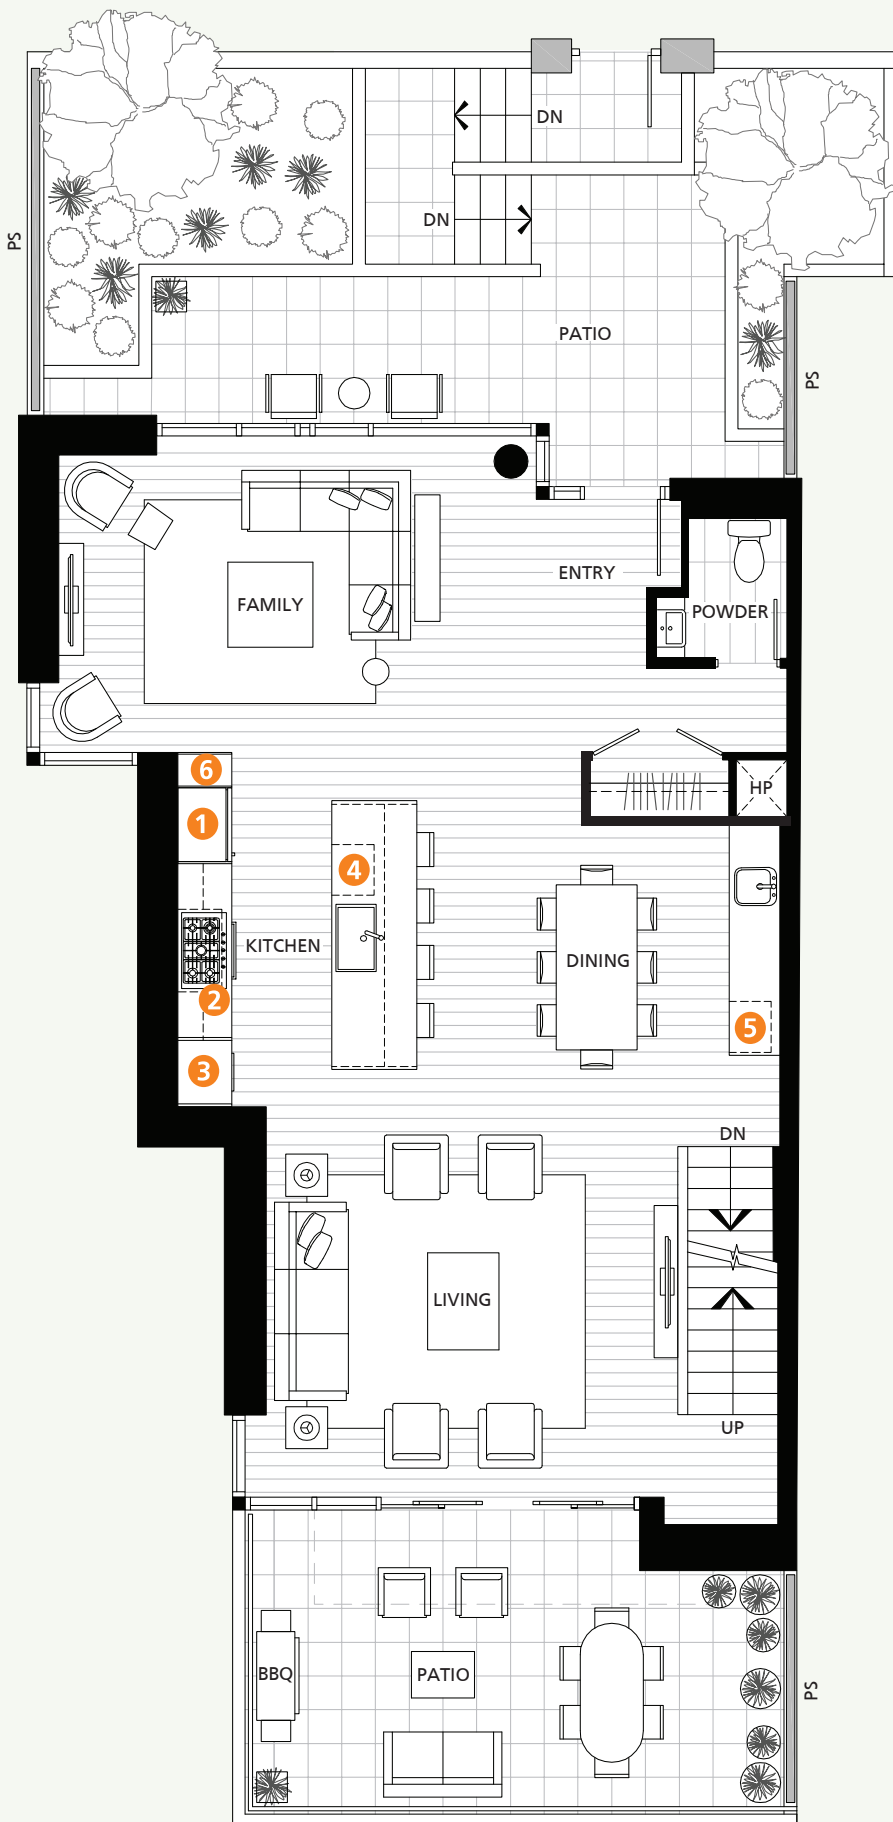 DN
DN
PS
PATIO
PS
ENTRY
FAMILY
POWDER
6
HP
1
4
KITCHEN
DINING
2
5
3
DN
LIVING
UP
BBQ
PATIO
PS